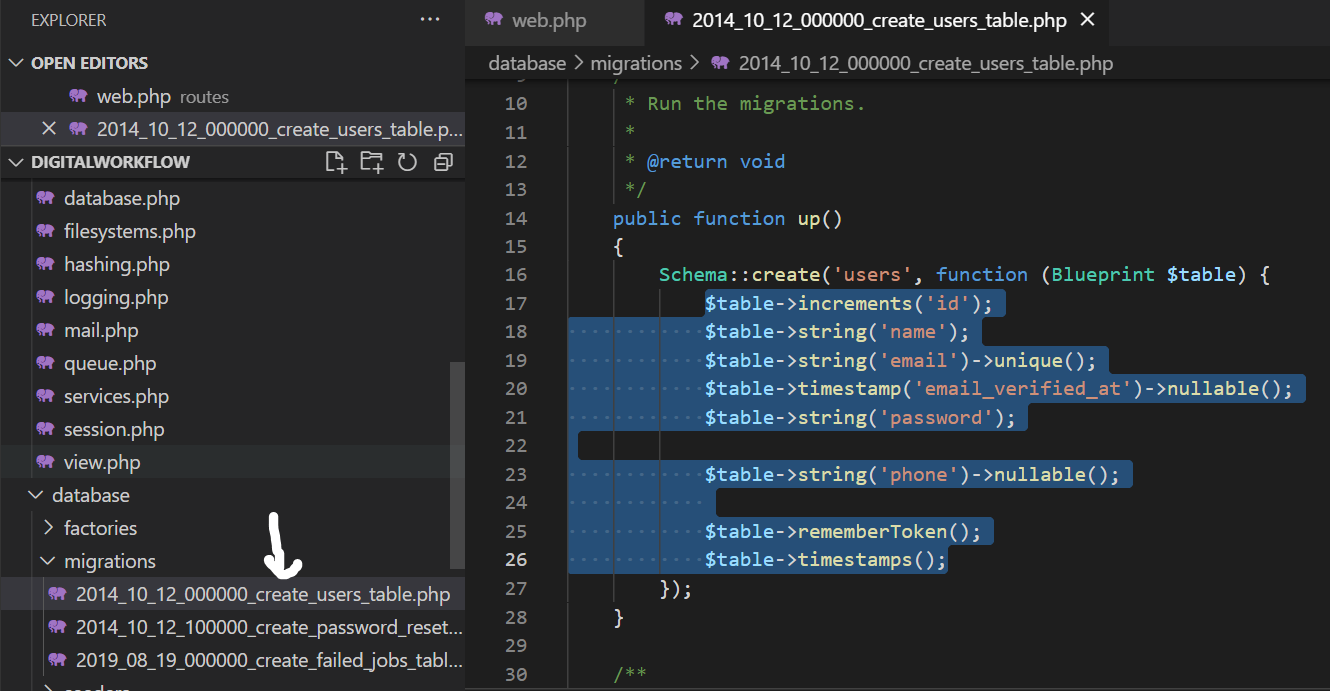 EXPLORER
OPEN EDITORS
web.php routes
2014_10_12_000000_create_users_table.p...
DIGITALWORKFLOW
database.php
filesystems.php
hashing.php
logging.php
mail.php
queue.php
services.php
session.php
view.php
database
factories
migrations
2014_10_12_000000_create_users_table.php
2014_10_12_100000_create_password_reset...
2019_08_19_000000_create_failed_jobs_tabl...
web.php
2014_10_12_000000_create_users_table.php
database > migrations > 2014_10_12_000000_create_users_table.php
10 * Run the migrations.
11 *
12 * @return void
13 */
14 public function up()
15 {
16 Schema::create('users', function (Blueprint $table) {
17 $table->increments('id');
18 $table->string('name');
19 $table->string('email')->unique();
20 $table->timestamp('email_verified_at')->nullable();
21 $table->string('password');
22
23 $table->string('phone')->nullable();
24
25 $table->rememberToken();
26 $table->timestamps();
27 });
28 }
29
30 /**